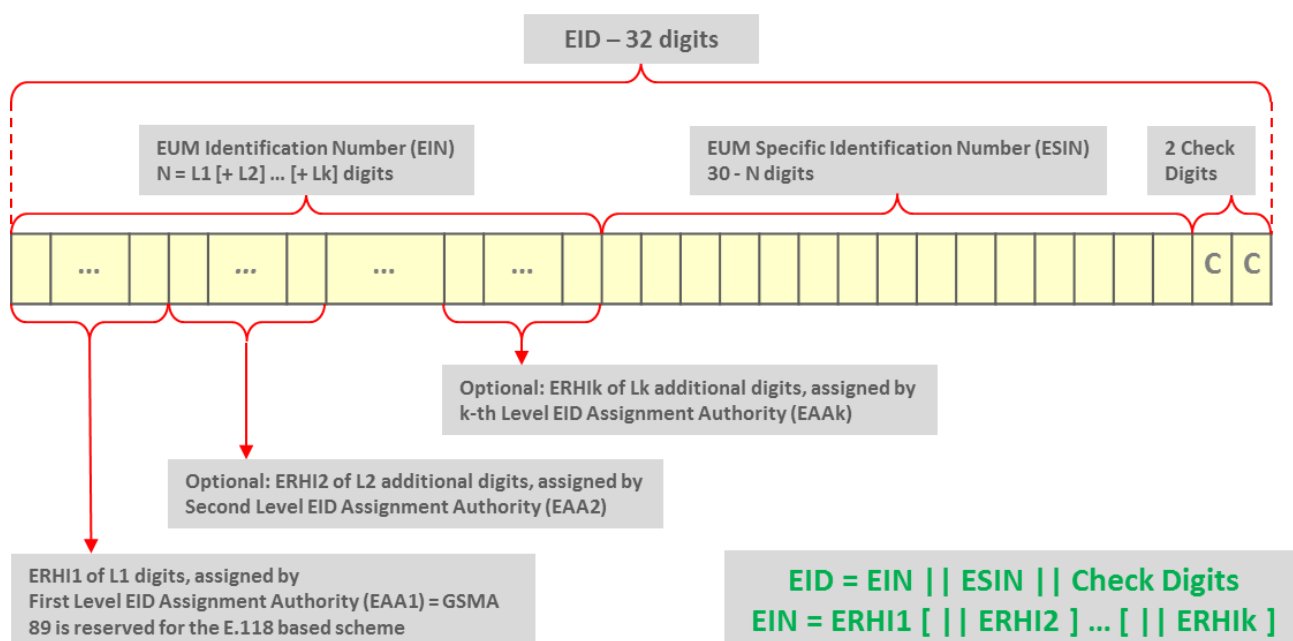 EID – 32 digits
EUM Identification Number (EIN)
N = L1 [+ L2] ... [+ Lk] digits
EUM Specific Identification Number (ESIN)
30 - N digits
2 Check
Digits
... ... ... ... C C
Optional: ERHIk of Lk additional digits, assigned by
k-th Level EID Assignment Authority (EAAk)
Optional: ERHI2 of L2 additional digits, assigned by
Second Level EID Assignment Authority (EAA2)
ERHI1 of L1 digits, assigned by
First Level EID Assignment Authority (EAA1) = GSMA
89 is reserved for the E.118 based scheme
EID = EIN || ESIN || Check Digits
EIN = ERHI1 [ || ERHI2 ] ... [ || ERHIk ]